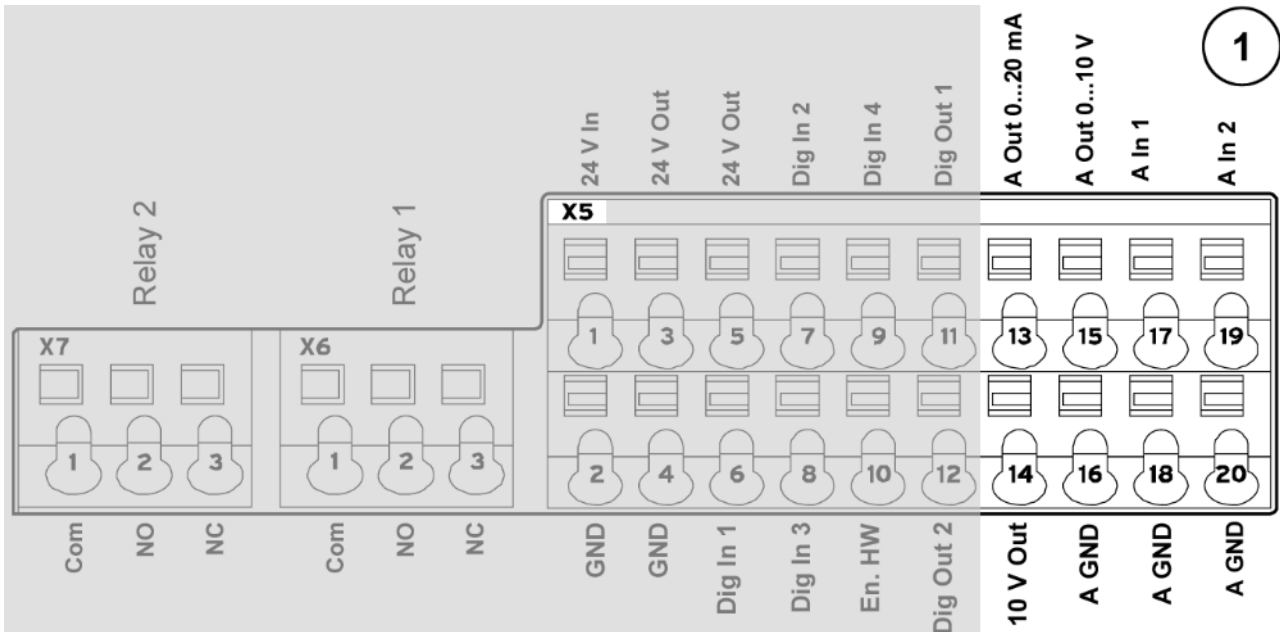 1
24 V In
24 V Out
24 V Out
Dig In 2
Dig In 4
Dig Out 1
A Out 0...20 mA
A Out 0...10 V
A In 1
A In 2
Relay 2
Relay 1
X5
1 3 5 7 9 11 13 15 17 19
X7 X6
1 2 3 1 2 3 2 4 6 8 10 12 14 16 18 20
Com
NO
NC
Com
NO
NC
GND
GND
Dig In 1
Dig In 3
En. HW
Dig Out 2
10 V Out
A GND
A GND
A GND